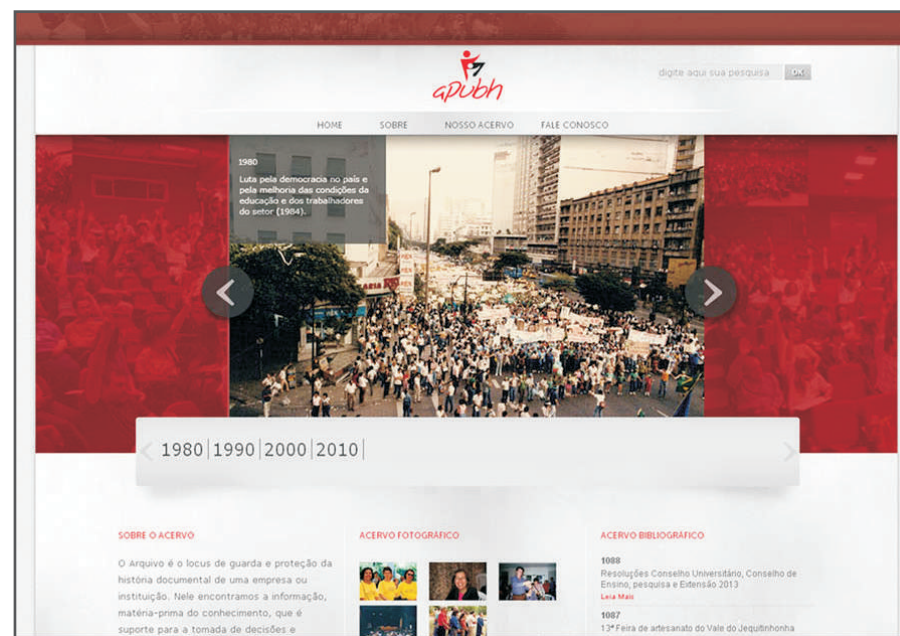 apubh
digite aqui sua pesquisa OK
HOME SOBRE NOSSO ACERVO FALE CONOSCO
1980
Luta pela democracia no país e
pela melhoria das condições da
educação e dos trabalhadores
do setor (1984).
1980|1990|2000|2010|
SOBRE O ACERVO
O Arquivo é o locus de guarda e proteção da
história documental de uma empresa ou
instituição. Nele encontramos a informação,
matéria-prima do conhecimento, que é
suporte para a tomada de decisões e
ACERVO FOTOGRÁFICO
ACERVO BIBLIOGRÁFICO
1088
Resoluções Conselho Universitário, Conselho de
Ensino, pesquisa e Extensão 2013
Leia Mais
1087
13ª Feira de artesanato do Vale do Jequitinhonha